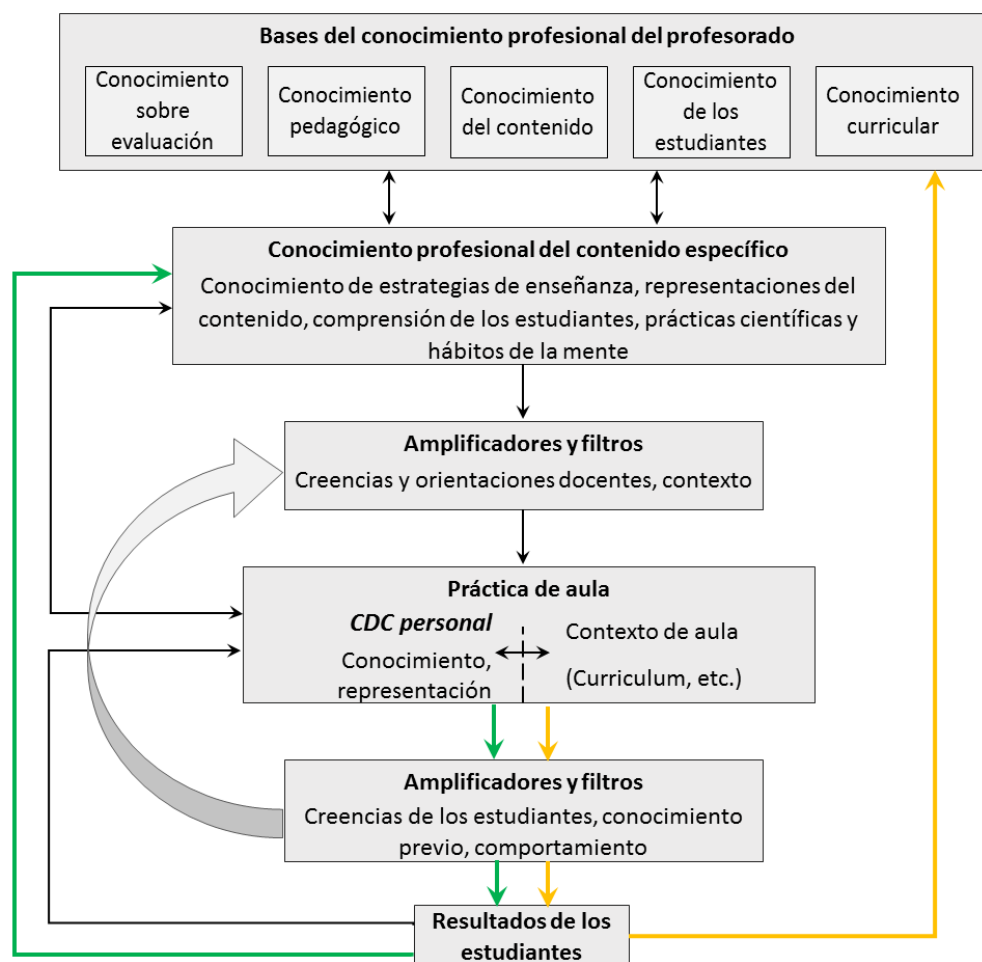 Bases del conocimiento profesional del profesorado
Conocimiento
sobre
evaluación
Conocimiento
pedagógico
Conocimiento
del contenido
Conocimiento
de los
estudiantes
Conocimiento
curricular
Conocimiento profesional del contenido específico
Conocimiento de estrategias de enseñanza, representaciones del
contenido, comprensión de los estudiantes, prácticas científicas y
hábitos de la mente
Amplificadores y filtros
Creencias y orientaciones docentes, contexto
Práctica de aula
CDC personal
Conocimiento,
representación
Contexto de aula
(Curriculum, etc.)
Amplificadores y filtros
Creencias de los estudiantes, conocimiento
previo, comportamiento
Resultados de los
estudiantes